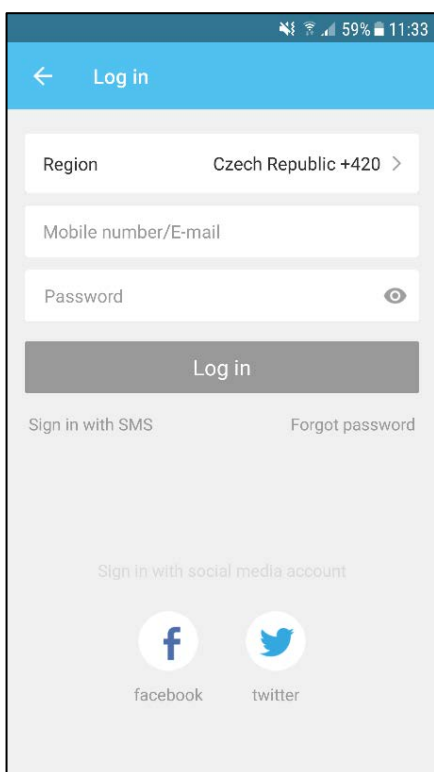 59% 11:33
Log in
Region Czech Republic +420
Mobile number/E-mail
Password
Log in
Sign in with SMS Forgot password
Sign in with social media account
facebook twitter